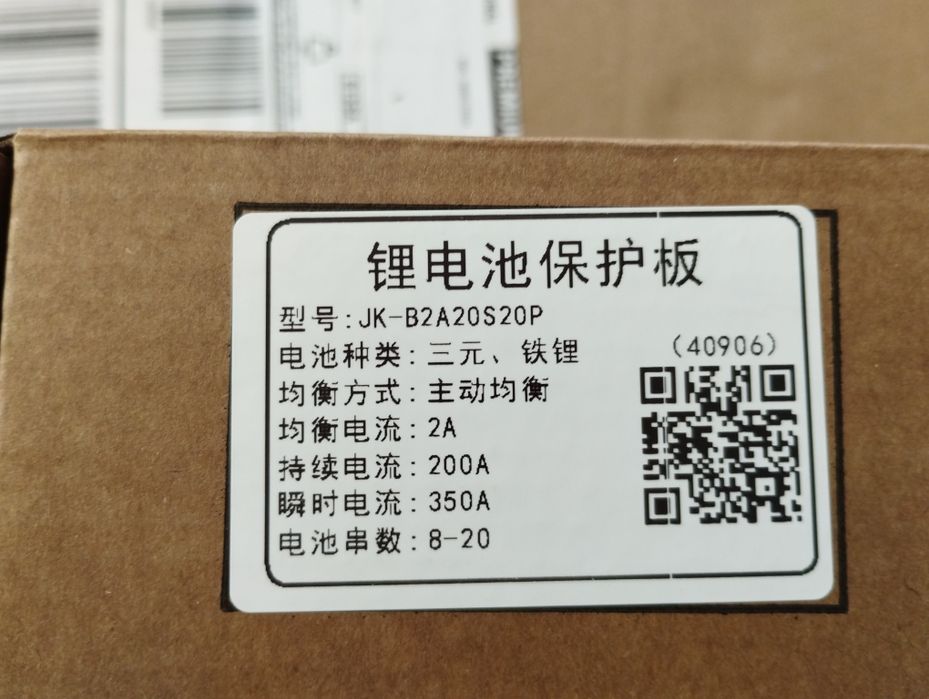 锂电池保护板
型号:JK-B2A20S20P
电池种类:三元、铁锂
(40906)
均衡方式:主动均衡
均衡电流:2A
持续电流:200A
瞬时电流:350A
电池串数:8-20